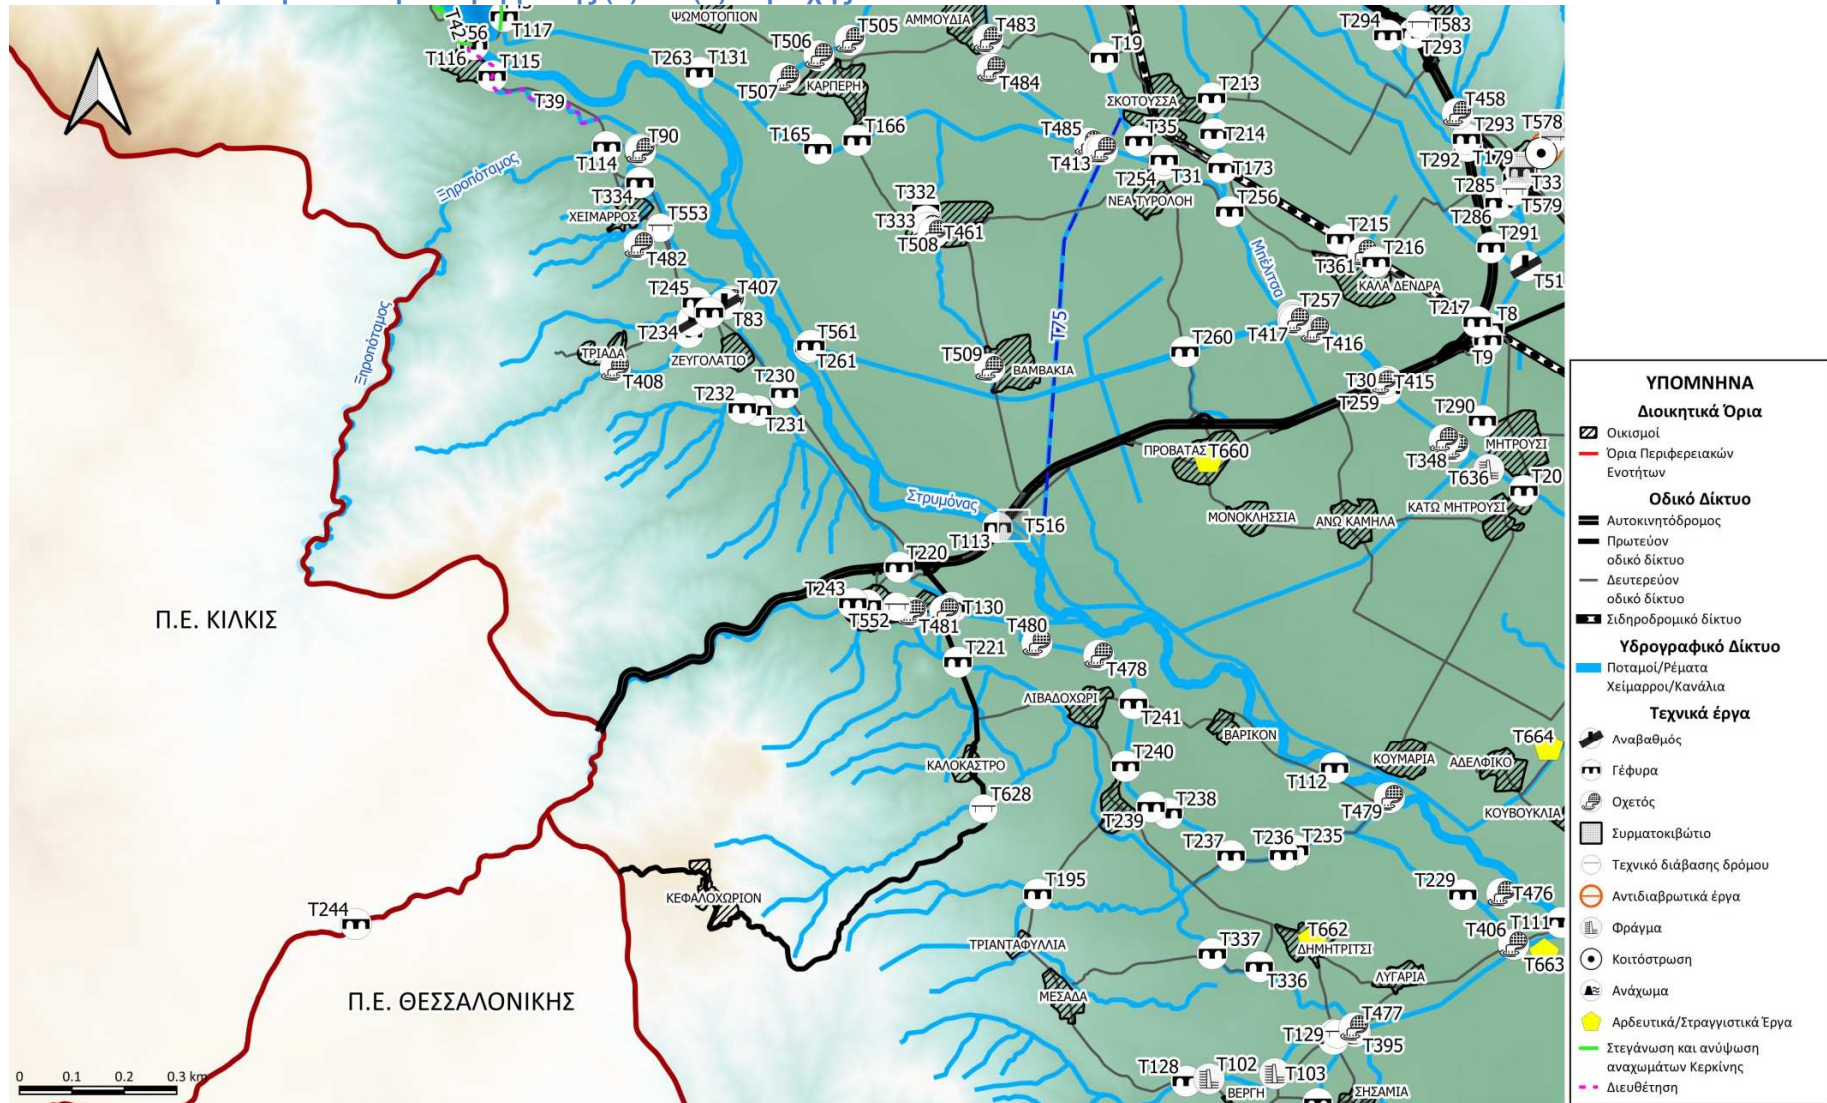 T42
56
T117
T116
T115
T39
ΨΩΜΟΤΟΠΙΟΝ
T263
T131
T505
T506
T507
ΚΑΡΠΕΡΗ
ΑΜΜΟΥΔΙΑ
T483
T484
T19
T294
T583
T293
T213
ΣΚΟΤΟΥΣΣΑ
T458
T293
T578
T165
T166
T485
T413
T35
T214
T292
T179
T114
T90
Ξηροπόταμος
T254
T31
T173
T285
T33
T334
ΧΕΙΜΑΡΡΟΣ
T553
T332
T333
T508
T461
ΝΕΑ ΤΥΡΟΛΟΗ
T256
T286
T579
T482
T215
T216
T361
T291
T51
Μπέλιτσα
ΚΑΛΑ ΔΕΝΔΡΑ
T245
T407
T83
T234
T75
T257
T417
T416
T217
T8
T9
Ξηροπόταμος
ΤΡΙΑΔΑ
ΖΕΥΓΟΛΑΤΙΟ
T561
T261
T260
T408
T509
ΒΑΜΒΑΚΙΑ
T30
T415
T259
T232
T230
T231
T290
ΜΗΤΡΟΥΣΙ
ΠΡΟΒΑΤΑΣ
T660
T348
T636
T20
Στρυμόνας
ΜΟΝΟΚΛΗΣΣΙΑ
ΑΝΩ ΚΑΜΗΛΑ
ΚΑΤΩ ΜΗΤΡΟΥΣΙ
T113
T516
T220
T243
T552
T481
T130
T480
T221
T478
Π.Ε. ΚΙΛΚΙΣ
ΛΙΒΑΔΟΧΩΡΙ
T241
ΒΑΡΙΚΟΝ
T664
ΚΑΛΟΚΑΣΤΡΟ
T240
T112
ΚΟΥΜΑΡΙΑ
ΑΔΕΛΦΙΚΟ
T628
T239
T238
T479
ΚΟΥΒΟΥΚΛΙΑ
T237
T236
T235
ΚΕΦΑΛΟΧΩΡΙΟΝ
T195
T229
T476
T244
T662
ΔΗΜΗΤΡΙΤΣΙ
T406
T111
ΤΡΙΑΝΤΑΦΥΛΛΙΑ
T337
T336
T663
ΛΥΓΑΡΙΑ
ΜΕΣΑΔΑ
Π.Ε. ΘΕΣΣΑΛΟΝΙΚΗΣ
T477
T129
T395
T128
T102
T103
ΒΕΡΓΗ
ΣΗΣΑΜΙΑ
0 0.1 0.2 0.3 km
ΥΠΟΜΝΗΝΑ
Διοικητικά Όρια
Οικισμοί
Όρια Περιφερειακών
Ενοτήτων
Οδικό Δίκτυο
Αυτοκινητόδρομος
Πρωτεύον
οδικό δίκτυο
Δευτερεύον
οδικό δίκτυο
Σιδηροδρομικό δίκτυο
Υδρογραφικό Δίκτυο
Ποταμοί/Ρέματα
Χείμαρροι/Κανάλια
Τεχνικά έργα
Αναβαθμός
Γέφυρα
Οχετός
Συρματοκιβώτιο
Τεχνικό διάβασης δρόμου
Αντιδιαβρωτικά έργα
Φράγμα
Κοιτόστρωση
Ανάχωμα
Αρδευτικά/Στραγγιστικά Έργα
Στεγάνωση και ανύψωση
αναχωμάτων Κερκίνης
Διευθέτηση